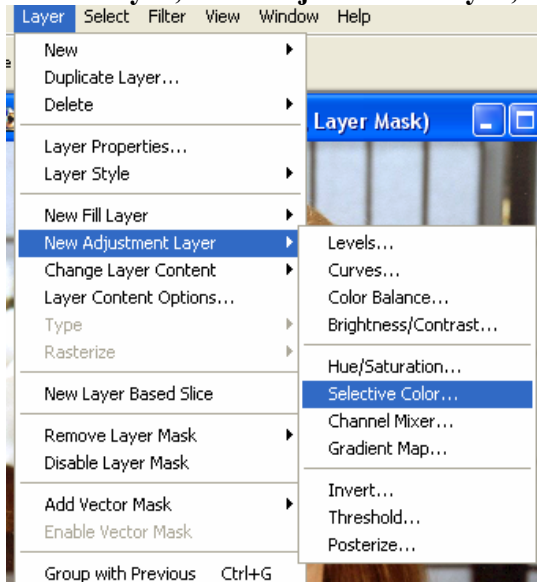 Layer Select Filter View Window Help
New
Duplicate Layer...
Delete
Layer Mask)
Layer Properties...
Layer Style
New Fill Layer
New Adjustment Layer
Change Layer Content
Layer Content Options...
Type
Rasterize
New Layer Based Slice
Remove Layer Mask
Disable Layer Mask
Add Vector Mask
Enable Vector Mask
Group with Previous Ctrl+G
Levels...
Curves...
Color Balance...
Brightness/Contrast...
Hue/Saturation...
Selective Color...
Channel Mixer...
Gradient Map...
Invert...
Threshold...
Posterize...